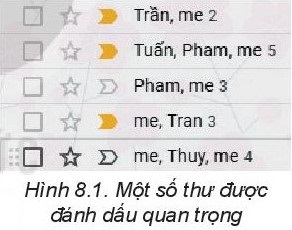 Trần, me 2
Tuấn, Pham, me 5
Pham, me 3
me, Tran 3
me, Thuy, me 4
Hình 8.1. Một số thư được
đánh dấu quan trọng